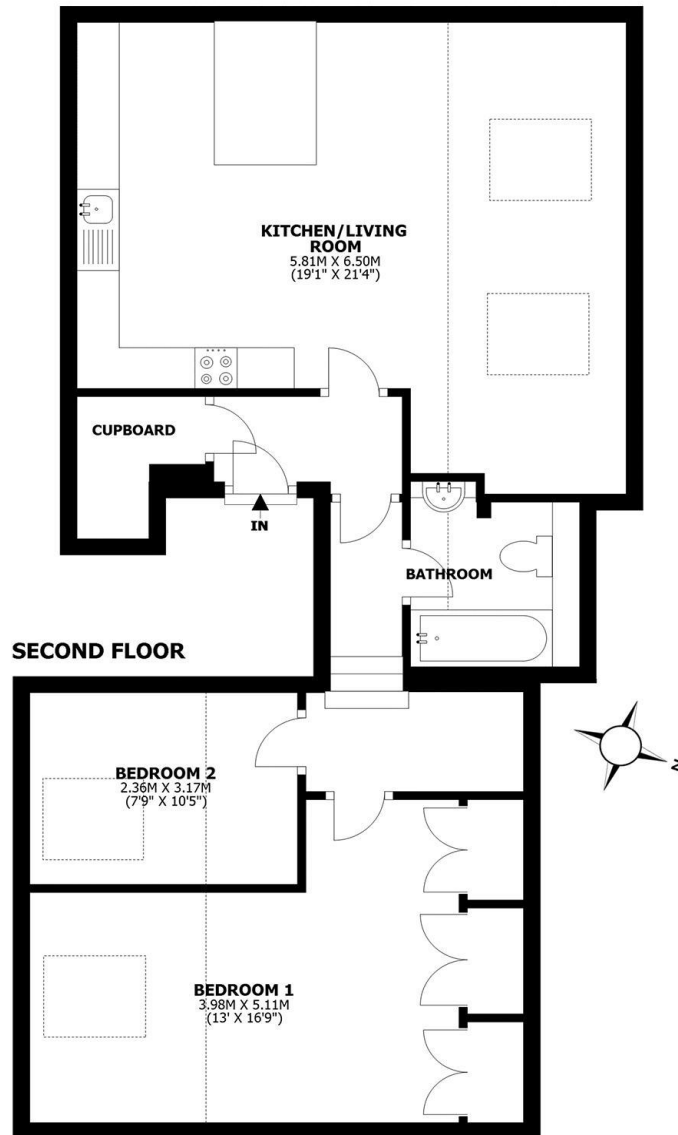 KITCHEN/LIVING
ROOM
5.81M X 6.50M
(19'1" X 21'4")
CUPBOARD
IN
BATHROOM
SECOND FLOOR
BEDROOM 2
2.36M X 3.17M
(7'9" X 10'5")
N
BEDROOM 1
3.98M X 5.11M
(13' X 16'9")